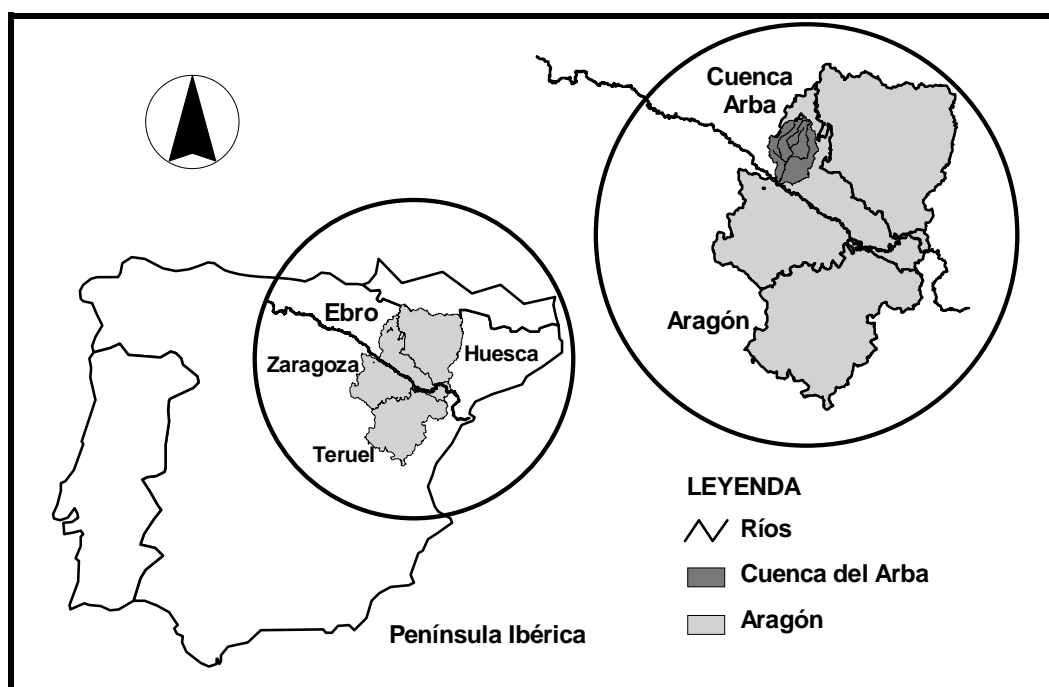 Cuenca
Arba
Aragón
Ebro
Zaragoza
Huesca
Teruel
Península Ibérica
LEYENDA
Ríos
Cuenca del Arba
Aragón